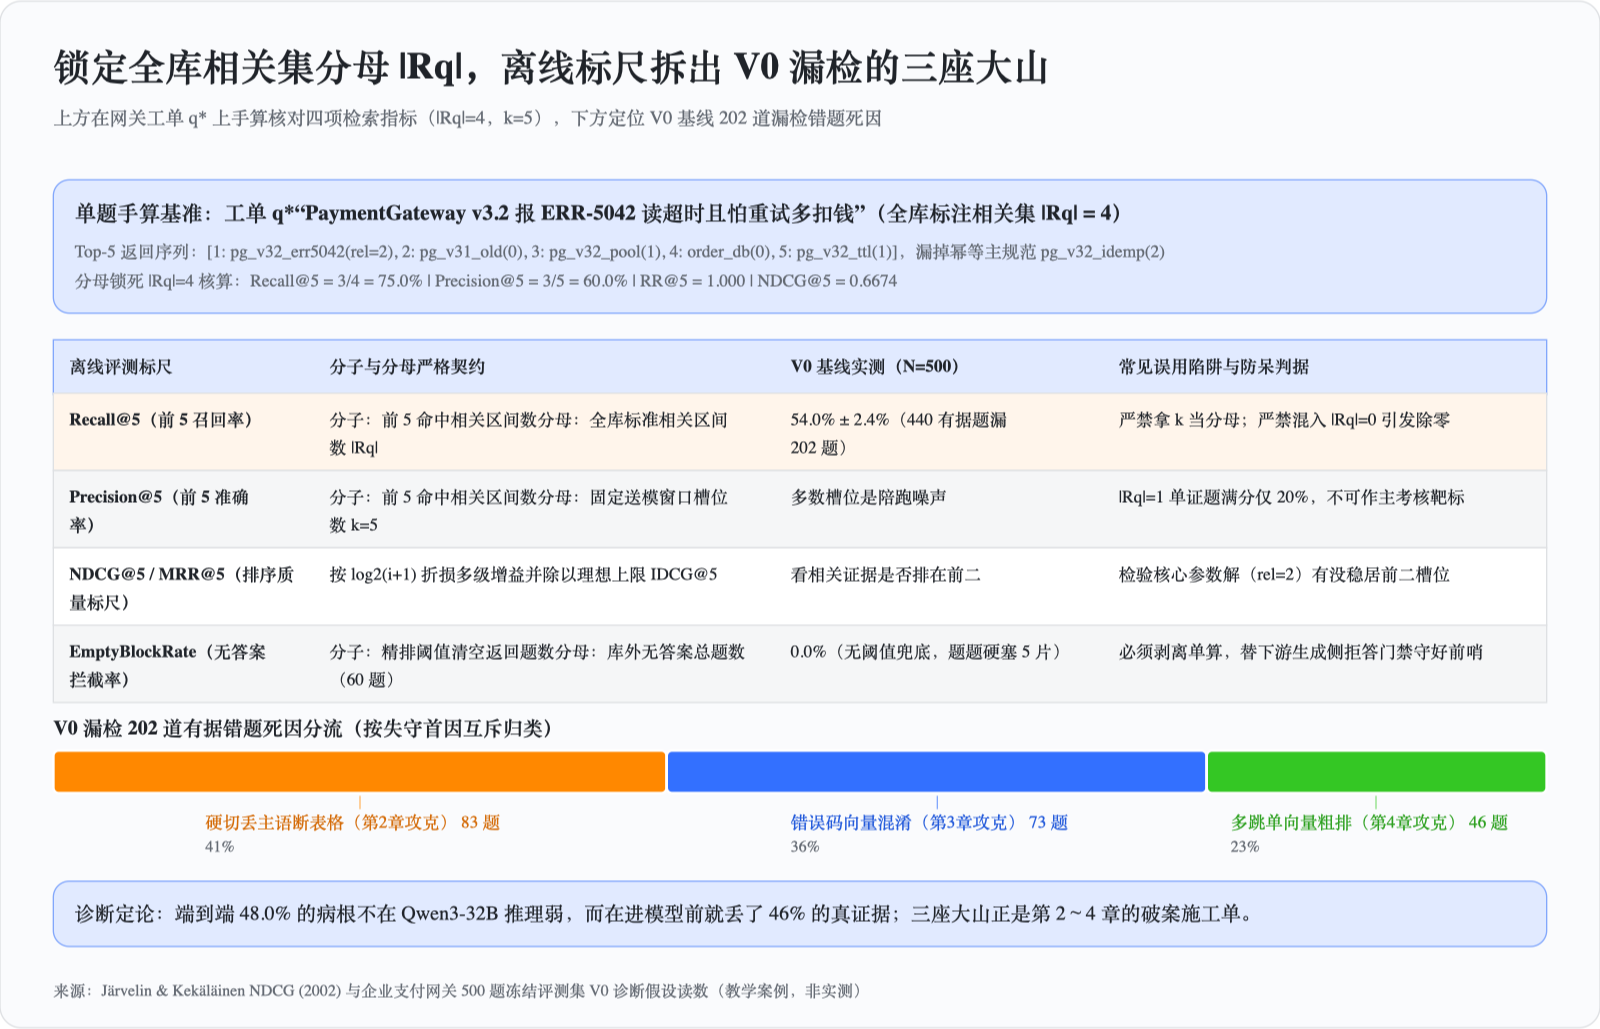 锁定全库相关集分母 |Rq|，离线标尺拆出 V0 漏检的三座大山
上方在网关工单 q* 上手算核对四项检索指标（|Rq|=4，k=5），下方定位 V0 基线 202 道漏检错题死因
单题手算基准：工单 q*“PaymentGateway v3.2 报 ERR-5042 读超时且怕重试多扣钱”（全库标注相关集 |Rq| = 4）
Top-5 返回序列：[1: pg_v32_err5042(rel=2), 2: pg_v31_old(0), 3: pg_v32_pool(1), 4: order_db(0), 5: pg_v32_ttl(1)]，漏掉幂等主规范 pg_v32_idemp(2)
分母锁死 |Rq|=4 核算：Recall@5 = 3/4 = 75.0% | Precision@5 = 3/5 = 60.0% | RR@5 = 1.000 | NDCG@5 = 0.6674
离线评测标尺
分子与分母严格契约
V0 基线实测（N=500）
常见误用陷阱与防呆判据
Recall@5（前 5 召回率）
分子：前 5 命中相关区间数分母：全库标准相关区间
数 |Rq|
54.0% ± 2.4%（440 有据题漏
202 题）
严禁拿 k 当分母；严禁混入 |Rq|=0 引发除零
Precision@5（前 5 准确
率）
分子：前 5 命中相关区间数分母：固定送模窗口槽位
数 k=5
多数槽位是陪跑噪声
|Rq|=1 单证题满分仅 20%，不可作主考核靶标
NDCG@5 / MRR@5（排序质
量标尺）
按 log2(i+1) 折损多级增益并除以理想上限 IDCG@5
看相关证据是否排在前二
检验核心参数解（rel=2）有没稳居前二槽位
EmptyBlockRate（无答案
拦截率）
分子：精排阈值清空返回题数分母：库外无答案总题数
（60 题）
0.0%（无阈值兜底，题题硬塞 5 片）
必须剥离单算，替下游生成侧拒答门禁守好前哨
V0 漏检 202 道有据错题死因分流（按失守首因互斥归类）
硬切丢主语断表格（第2章攻克） 83 题
41%
错误码向量混淆（第3章攻克） 73 题
36%
多跳单向量粗排（第4章攻克） 46 题
23%
诊断定论：端到端 48.0% 的病根不在 Qwen3-32B 推理弱，而在进模型前就丢了 46% 的真证据；三座大山正是第 2 ~ 4 章的破案施工单。
来源：Järvelin & Kekäläinen NDCG (2002) 与企业支付网关 500 题冻结评测集 V0 诊断假设读数（教学案例，非实测）